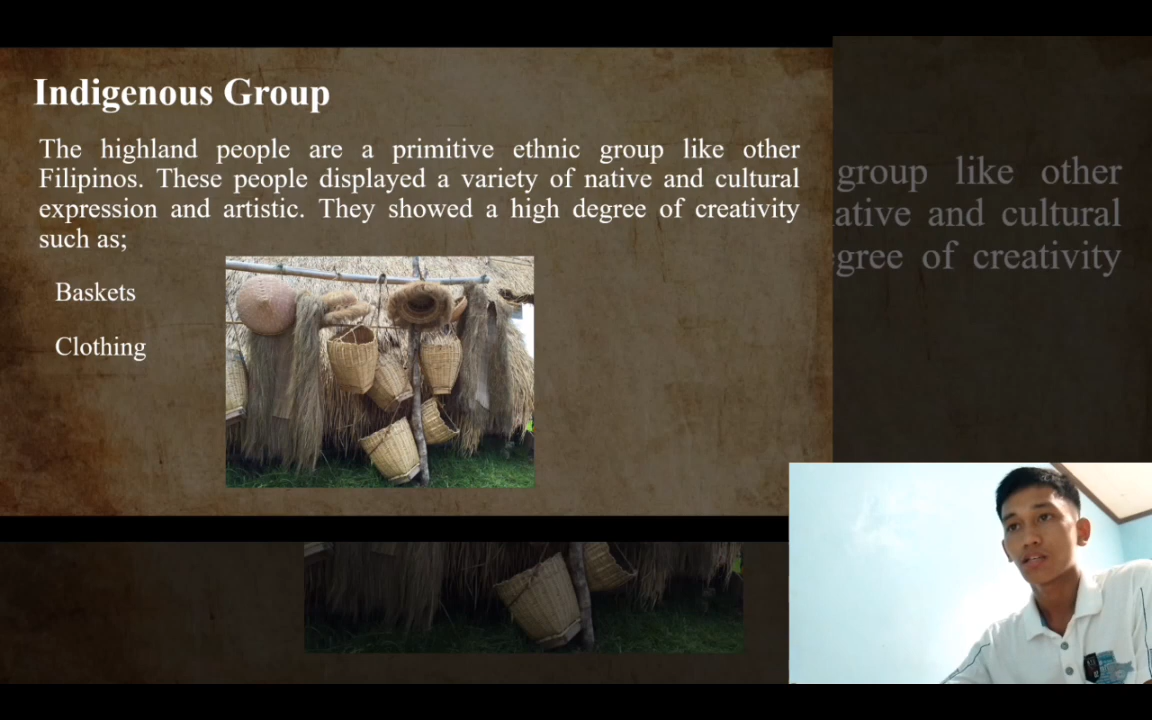 Indigenous Group
The highland people are a primitive ethnic group like other
Filipinos. These people displayed a variety of native and cultural
expression and artistic. They showed a high degree of creativity
such as;
Baskets
Clothing
group like other
and cultural
of creativity